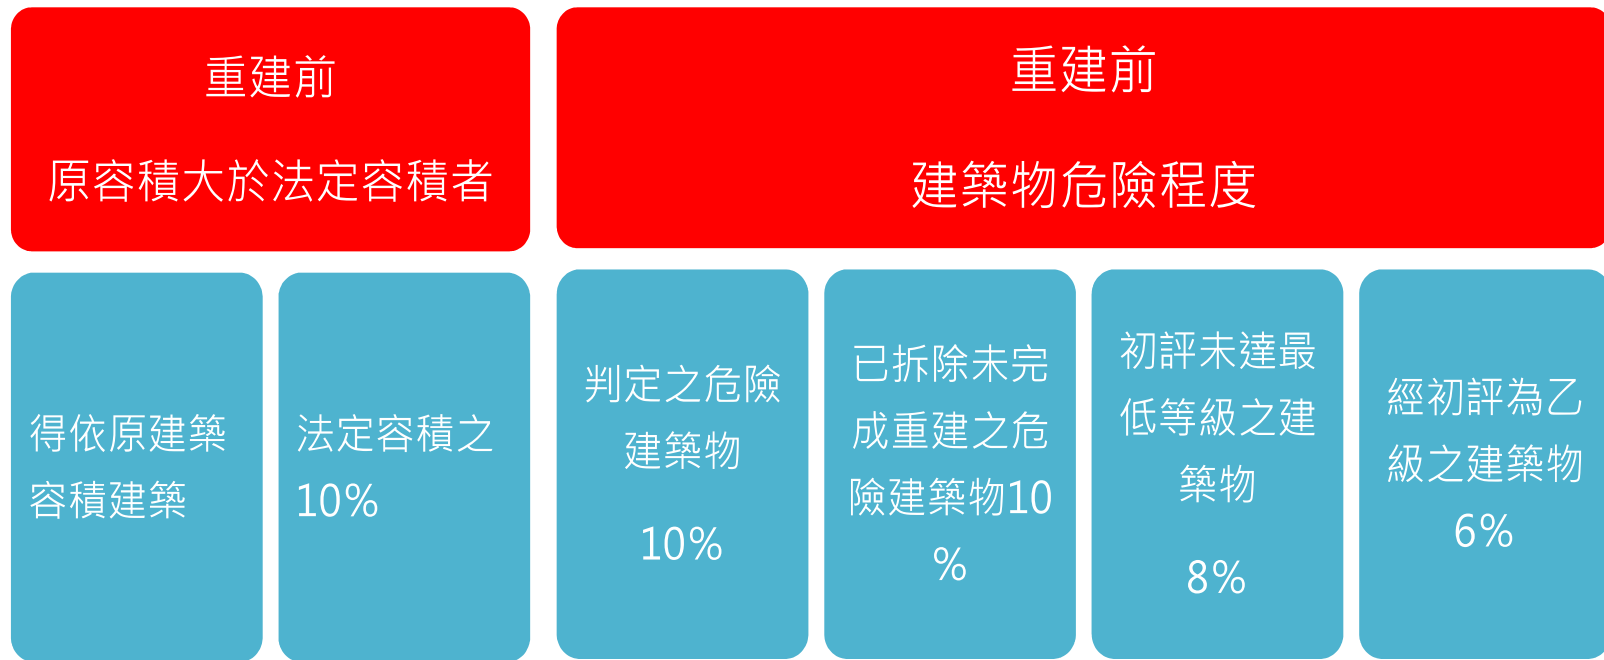 重建前
原容積大於法定容積者
重建前
建築物危險程度
得依原建築
容積建築
法定容積之
10%
判定之危險
建築物
10%
已拆除未完
成重建之危
險建築物10
%
初評未達最
低等級之建
築物
8%
經初評為乙
級之建築物
6%